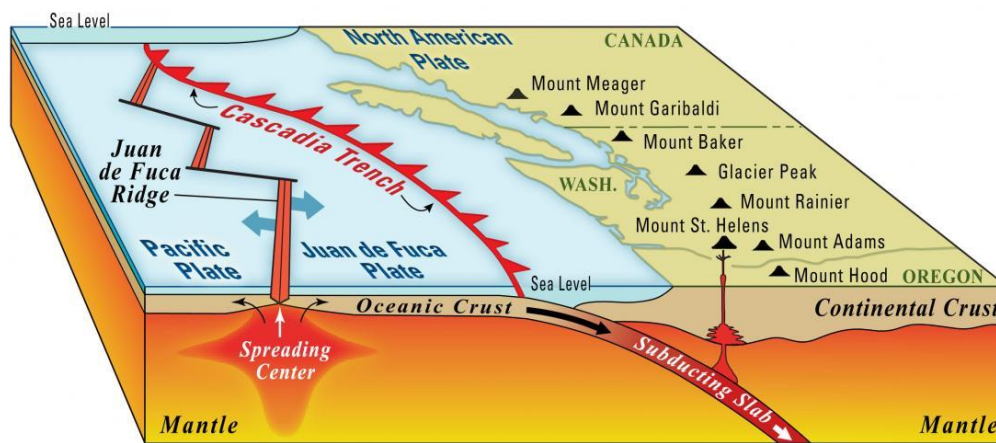 Sea Level
North American
Plate
CANADA
Mount Meager
Mount Garibaldi
Mount Baker
Glacier Peak
Mount Rainier
Mount St. Helens
Mount Adams
Mount Hood
WASH.
OREGON
Cascadia Trench
Juan
de Fuca
Ridge
Pacific
Plate
Juan de Fuca
Plate
Sea Level
Oceanic Crust
Continental Crust
Spreading
Center
Subducting Slab
Mantle
Mantle